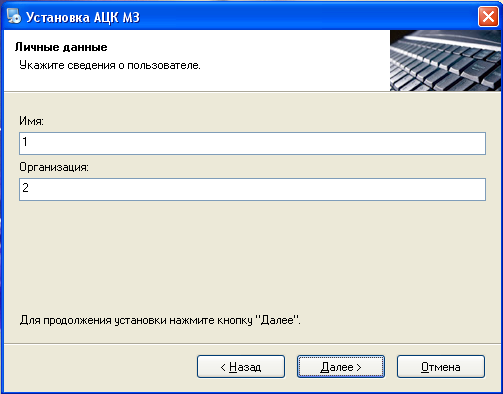 Установка АЦК МЗ
Личные данные
Укажите сведения о пользователе.
Имя:
1
Организация:
2
Для продолжения установки нажмите кнопку "Далее".
< Назад
Далее >
Отмена